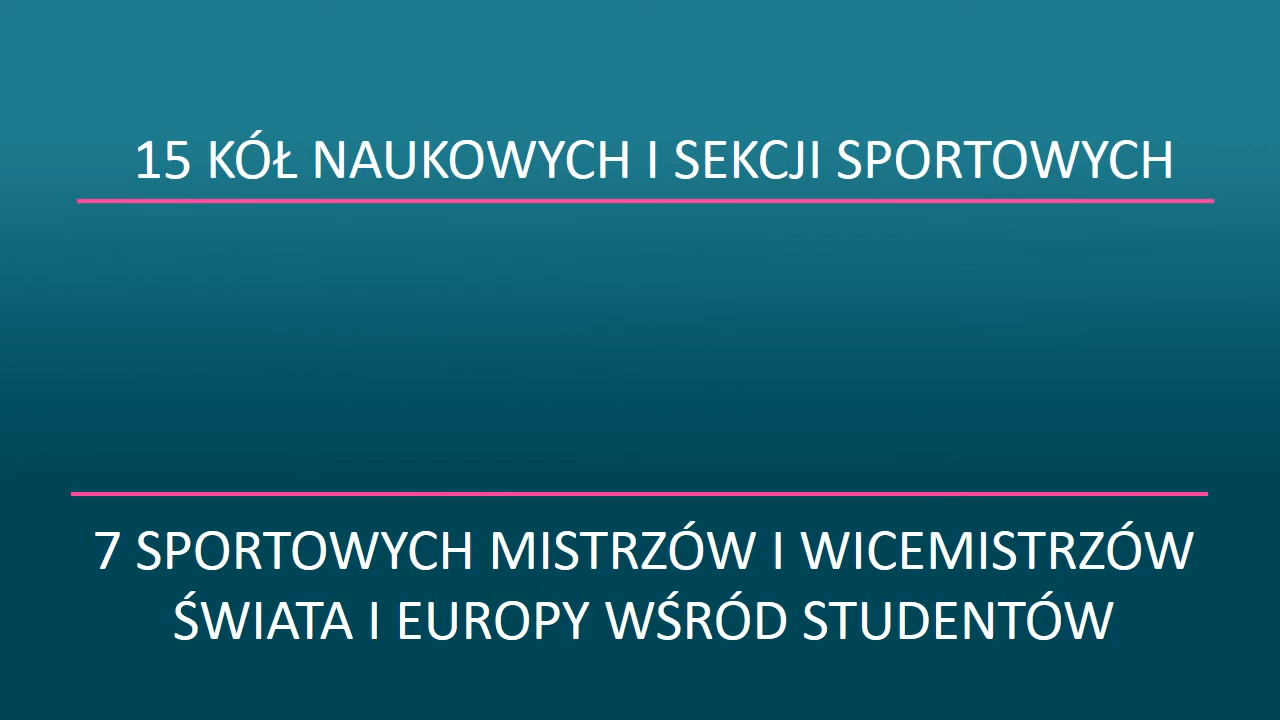 15 KÓŁ NAUKOWYCH I SEKCJI SPORTOWYCH
7 SPORTOWYCH MISTRZÓW I WICEMISTRZÓW
ŚWIATA I EUROPY WŚRÓD STUDENTÓW